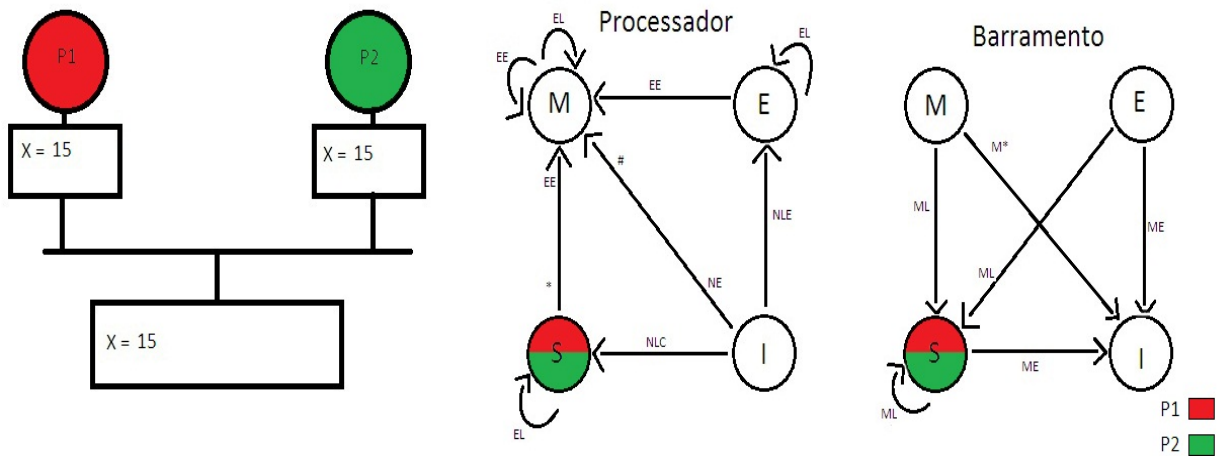 P1
P2
X = 15
X = 15
X = 15
Processador
EL
EE
M
EE
EL
E
EE
#
NLE
NE
*
S
NLC
I
EL
Barramento
M
E
M*
ML
ME
ML
S
ME
I
ML
P1
P2